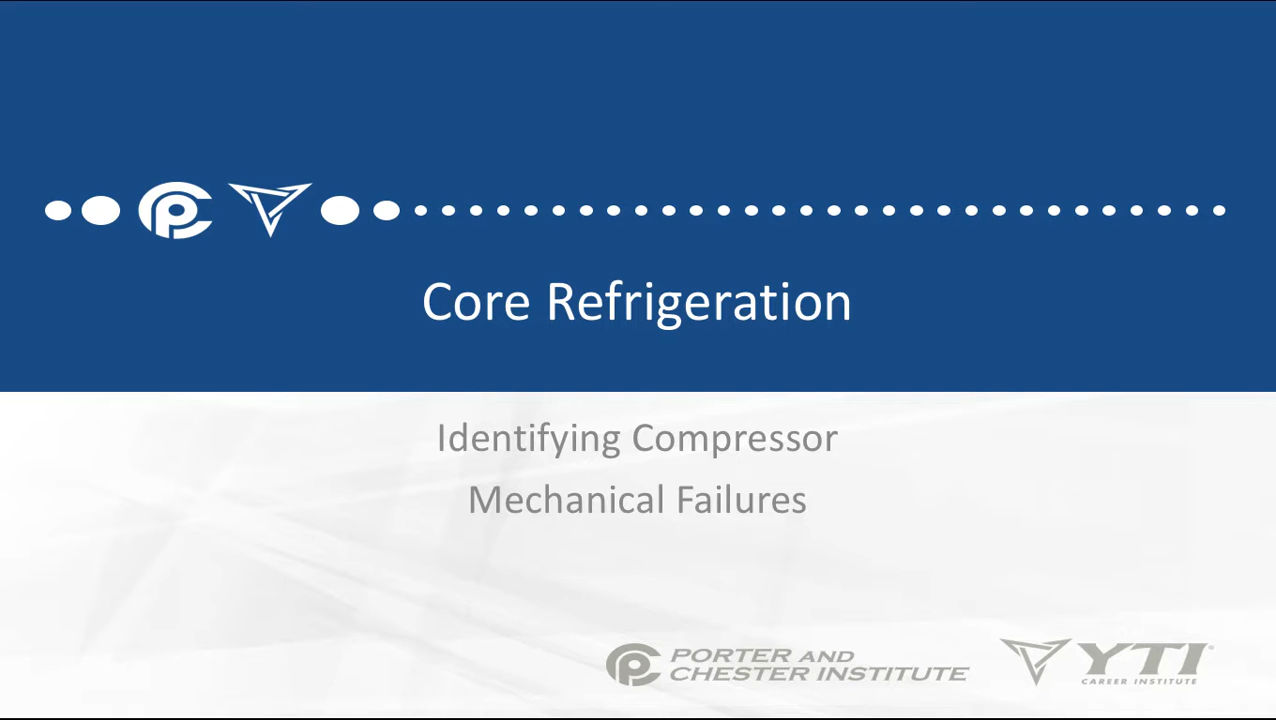 Core Refrigeration
Identifying Compressor
Mechanical Failures
PORTER AND
CHESTER INSTITUTE
YTI®
CAREER INSTITUTE